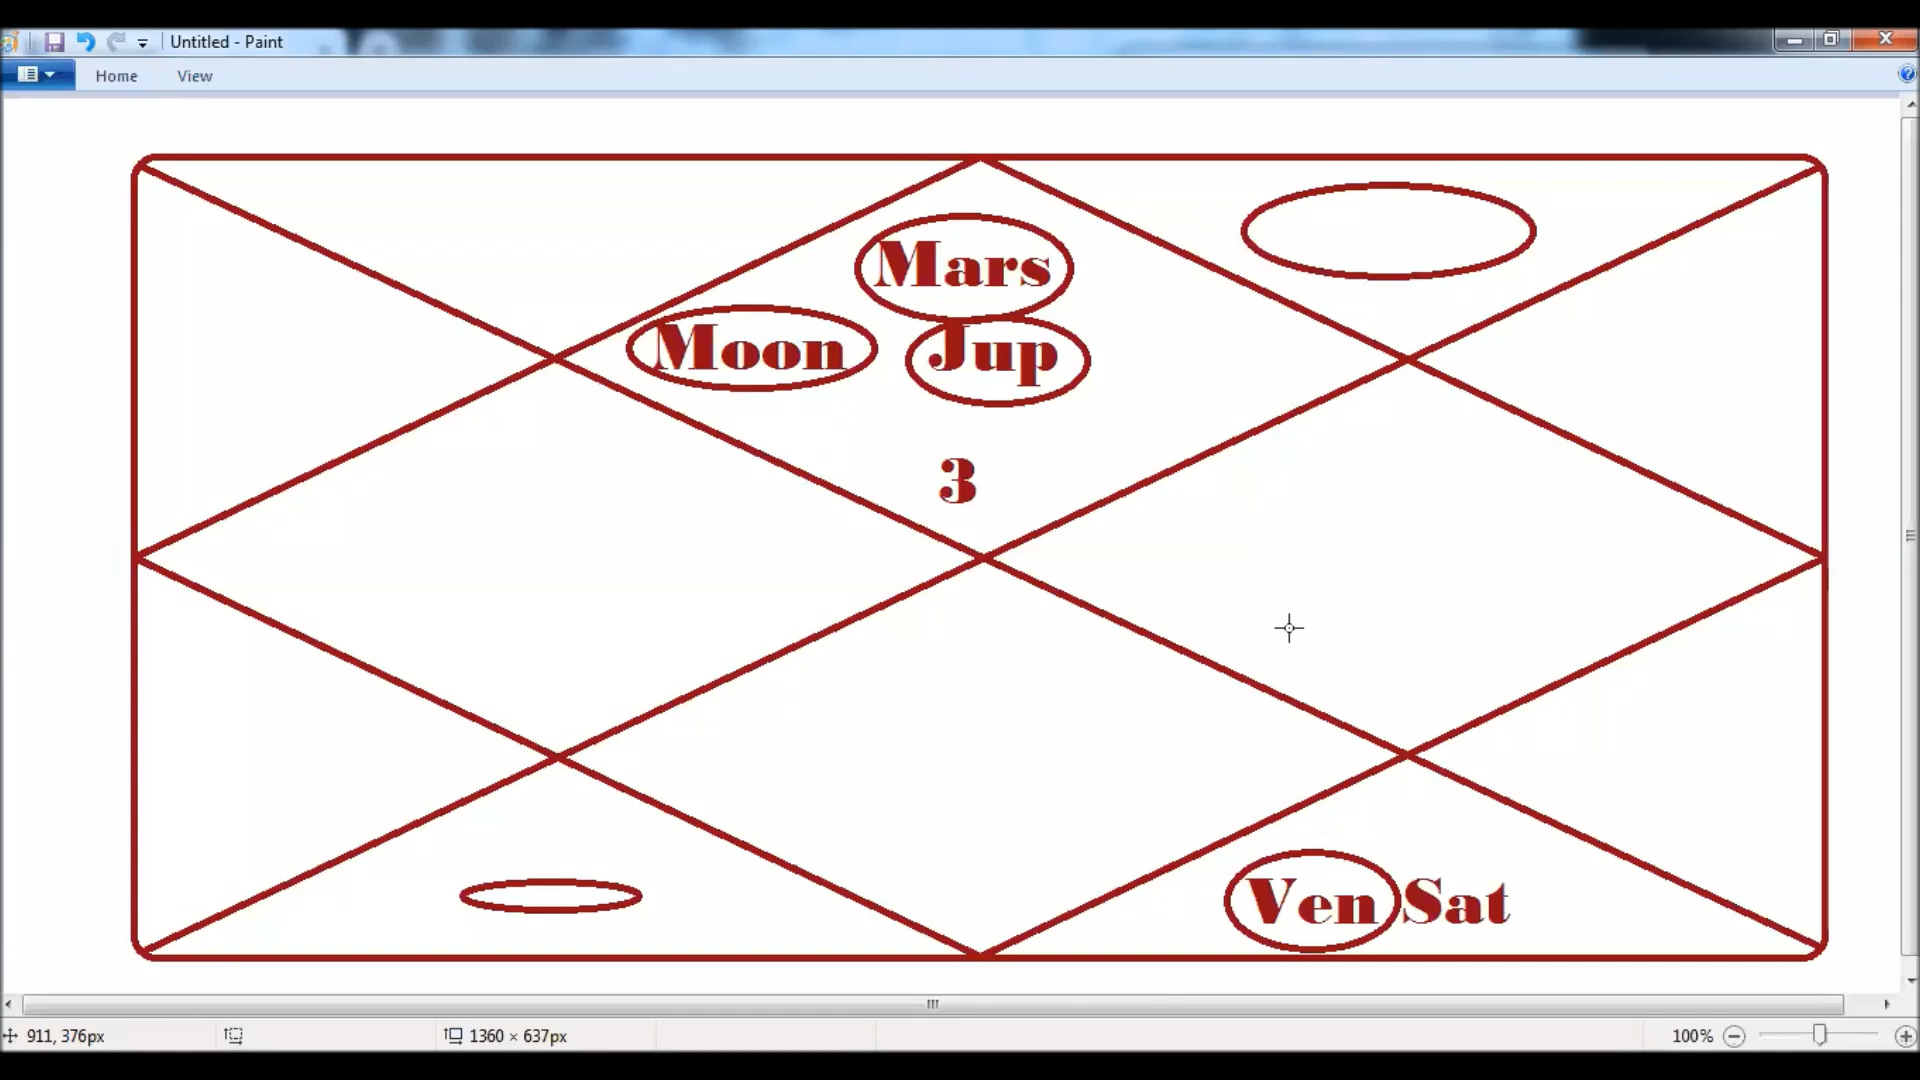 Untitled - Paint
Home View
Mars
Moon Jup
3
Ven Sat
911, 376px
1360 × 637px
100%